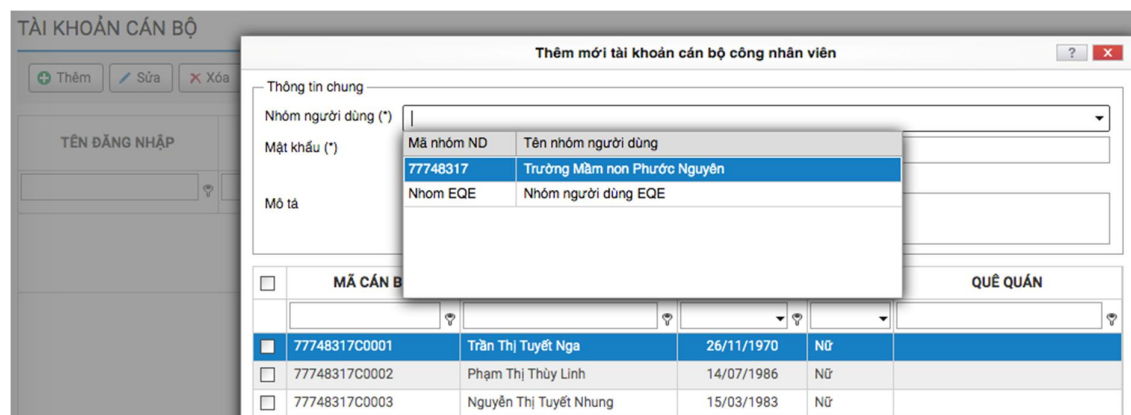 TÀI KHOẢN CÁN BỘ
Thêm mới tài khoản cán bộ công nhân viên
?
X
Thêm
Sửa
Xóa
Thông tin chung
Nhóm người dùng (*)
TÊN ĐĂNG NHẬP
Mật khẩu (*)
Mã nhóm ND Tên nhóm người dùng
77748317 Trường Mầm non Phước Nguyên
Nhom EQE Nhóm người dùng EQE
Mô tả
MÃ CÁN B QUÊ QUÁN
77748317C0001 Trần Thị Tuyết Nga 26/11/1970 Nữ
77748317C0002 Phạm Thị Thùy Linh 14/07/1986 Nữ
77748317C0003 Nguyễn Thị Tuyết Nhung 15/03/1983 Nữ